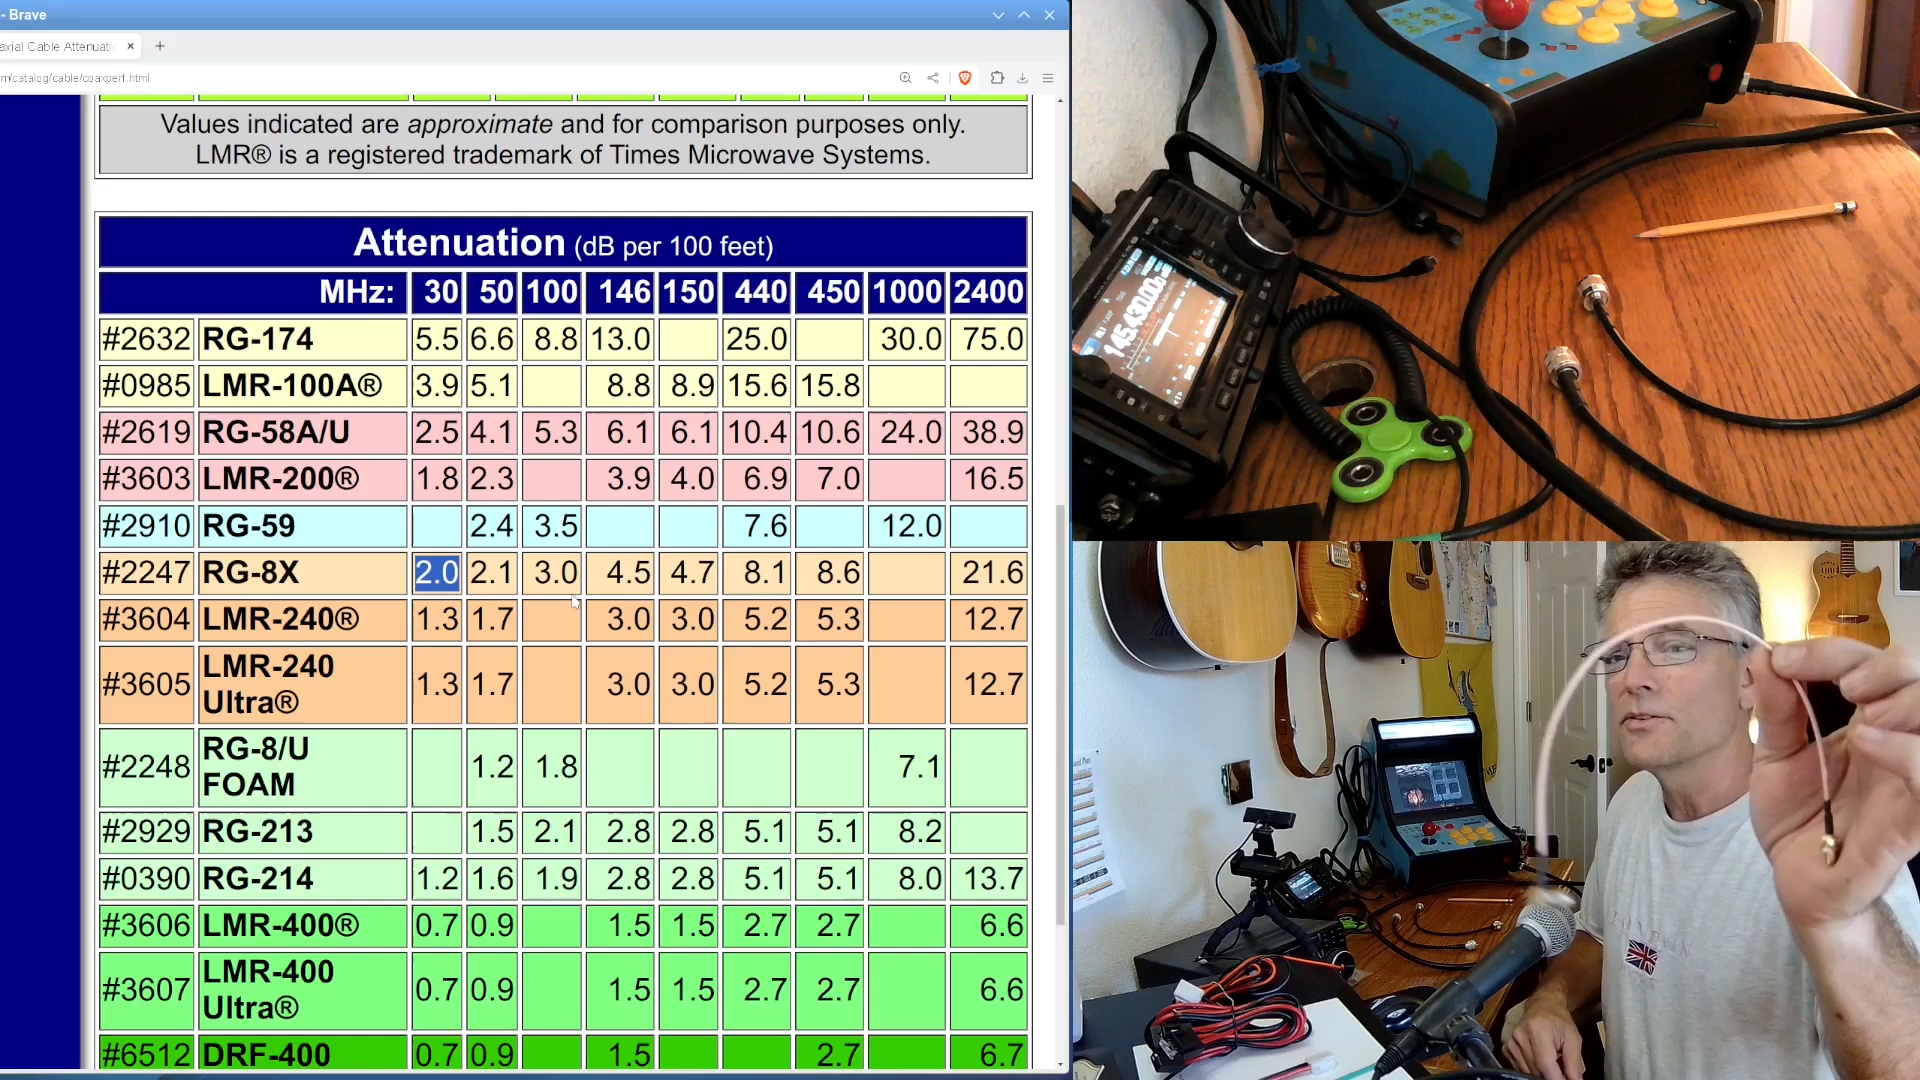 - Brave
axial Cable Attenuati
m/catalog/cable/coaxperf.html
Values indicated are approximate and for comparison purposes only.
LMR® is a registered trademark of Times Microwave Systems.
Attenuation (dB per 100 feet)
MHz: 30 50 100 146 150 440 450 1000 2400
#2632 RG-174 5.5 6.6 8.8 13.0 25.0 30.0 75.0
#0985 LMR-100A® 3.9 5.1 8.8 8.9 15.6 15.8
#2619 RG-58A/U 2.5 4.1 5.3 6.1 6.1 10.4 10.6 24.0 38.9
#3603 LMR-200® 1.8 2.3 3.9 4.0 6.9 7.0 16.5
#2910 RG-59 2.4 3.5 7.6 12.0
#2247 RG-8X 2.0 2.1 3.0 4.5 4.7 8.1 8.6 21.6
#3604 LMR-240® 1.3 1.7 3.0 3.0 5.2 5.3 12.7
#3605 LMR-240 Ultra® 1.3 1.7 3.0 3.0 5.2 5.3 12.7
#2248 RG-8/U FOAM 1.2 1.8 7.1
#2929 RG-213 1.5 2.1 2.8 2.8 5.1 5.1 8.2
#0390 RG-214 1.2 1.6 1.9 2.8 2.8 5.1 5.1 8.0 13.7
#3606 LMR-400® 0.7 0.9 1.5 1.5 2.7 2.7 6.6
#3607 LMR-400 Ultra® 0.7 0.9 1.5 1.5 2.7 2.7 6.6
#6512 DRF-400 0.7 0.9 1.5 2.7 6.7
145.430.00